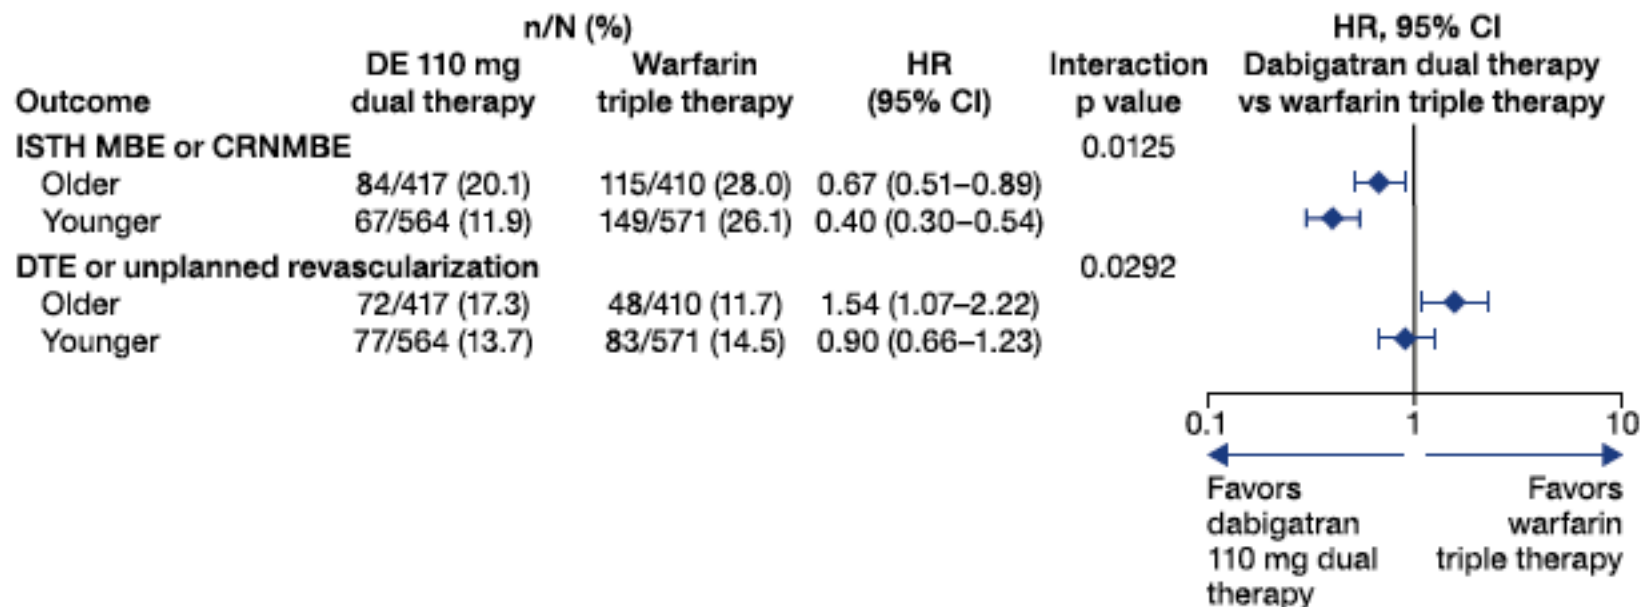 n/N (%) HR, 95% CI
DE 110 mg Warfarin HR Interaction Dabigatran dual therapy
Outcome dual therapy triple therapy (95% CI) p value vs warfarin triple therapy
ISTH MBE or CRNMBE 0.0125
Older 84/417 (20.1) 115/410 (28.0) 0.67 (0.51–0.89)
Younger 67/564 (11.9) 149/571 (26.1) 0.40 (0.30–0.54)
DTE or unplanned revascularization 0.0292
Older 72/417 (17.3) 48/410 (11.7) 1.54 (1.07–2.22)
Younger 77/564 (13.7) 83/571 (14.5) 0.90 (0.66–1.23)
0.1 1 10
Favors Favors
dabigatran warfarin
110 mg dual triple therapy
therapy